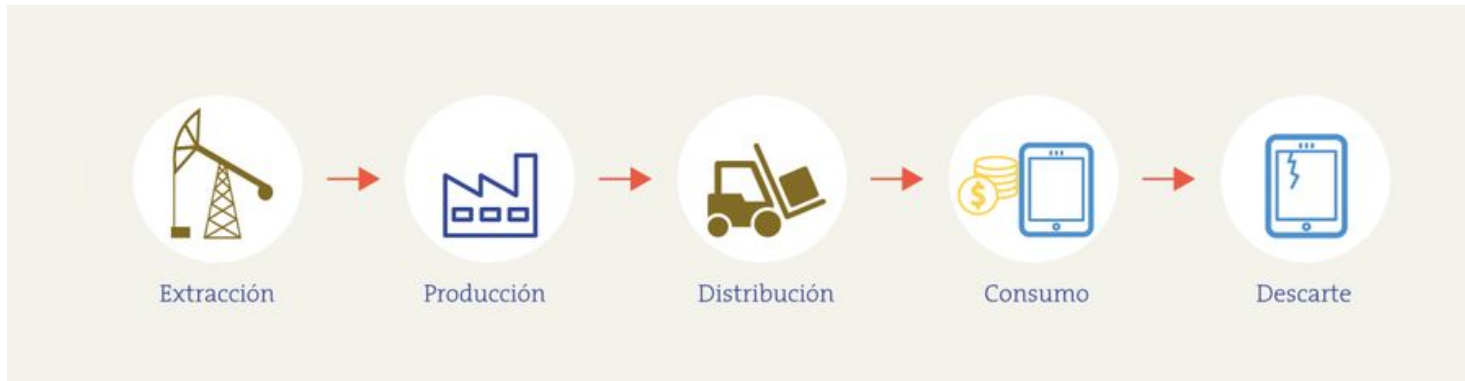 Extracción
Producción
Distribución
$
Consumo
Descarte